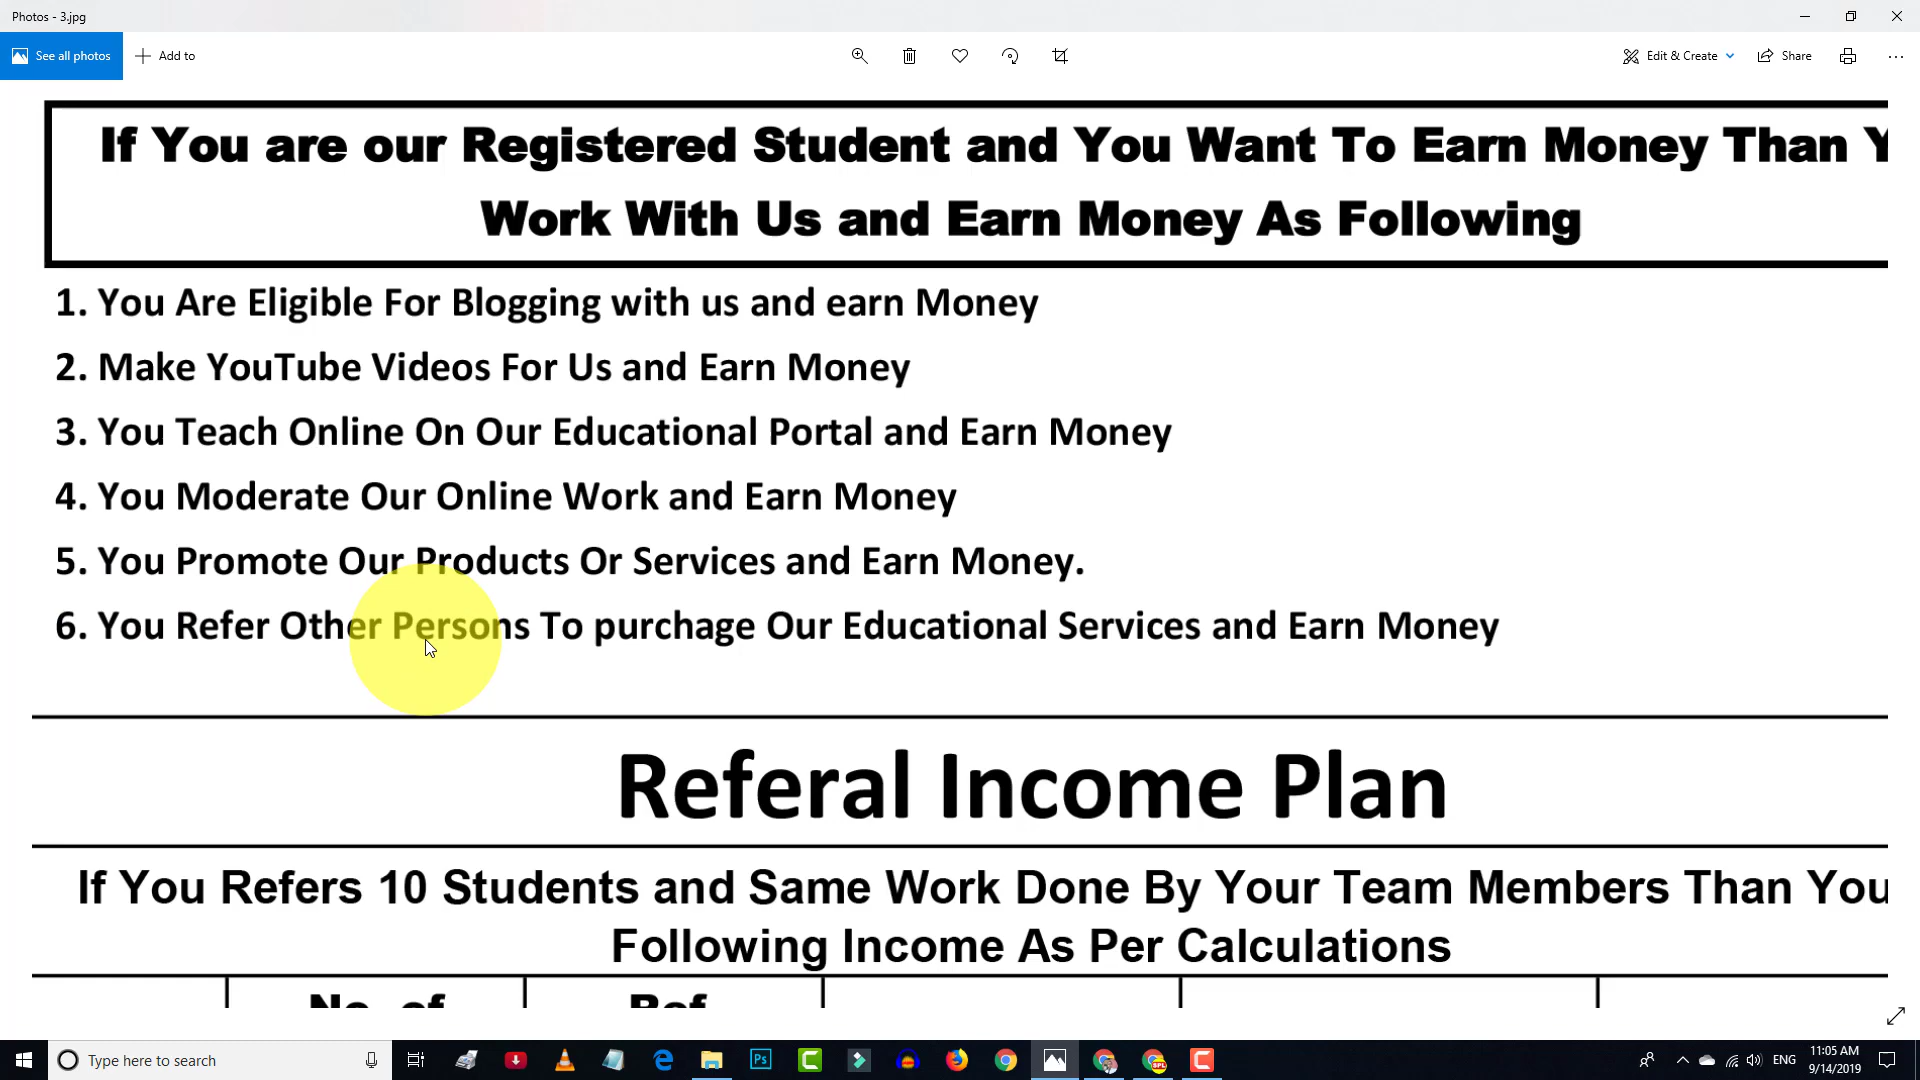 Photos - 3.jpg
See all photos
Add to
Edit & Create
Share
If You are our Registered Student and You Want To Earn Money Than
Work With Us and Earn Money As Following
1. You Are Eligible For Blogging with us and earn Money
2. Make YouTube Videos For Us and Earn Money
3. You Teach Online On Our Educational Portal and Earn Money
4. You Moderate Our Online Work and Earn Money
5. You Promote Our Products Or Services and Earn Money.
6. You Refer Other Persons To purchage Our Educational Services and Earn Money
Referal Income Plan
If You Refers 10 Students and Same Work Done By Your Team Members Than You
Following Income As Per Calculations
No. of
Ref
Type here to search
Ps
SPL
ENG
11:05 AM
9/14/2019